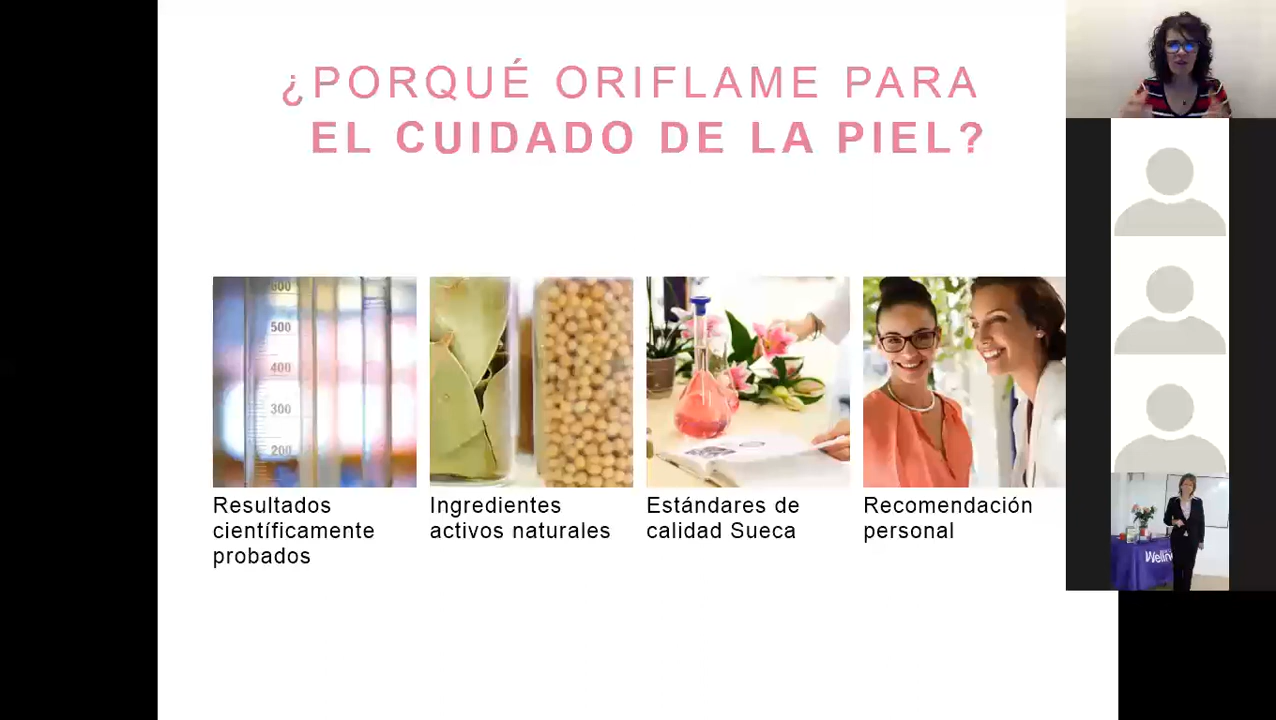 ¿PORQUÉ ORIFLAME PARA
EL CUIDADO DE LA PIEL?
600
500
400
300
200
Resultados
científicamente
probados
Ingredientes
activos naturales
Estándares de
calidad Sueca
Recomendación
personal